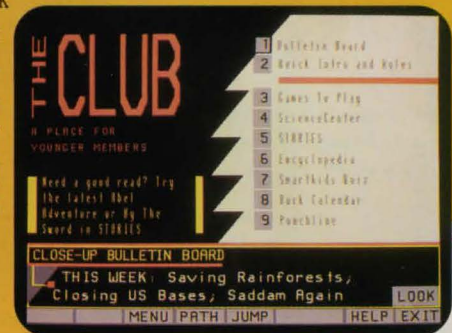 THE
CLUB
A PLACE FOR
YOUNGER MEMBERS
Need a good read? Try
the latest Abel
Adventure or By The
Sword in STORIES
1 Bulletin Board
2 Quick Intro and Rules
3 Games To Play
4 ScienceCenter
5 STORIES
6 Encyclopedia
7 Smartkids Quiz
8 Calendar
9 Punchline
CLOSE-UP BULLETIN BOARD
THIS WEEK: Saving Rainforests,
Closing US Bases, Saddam Again
LOOK
MENU PATH JUMP HELP EXIT